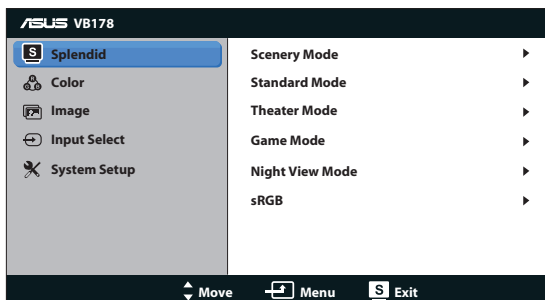 ASUS VB178
S Splendid
Color
Image
Input Select
System Setup
Scenery Mode
Standard Mode
Theater Mode
Game Mode
Night View Mode
sRGB
Move Menu S Exit